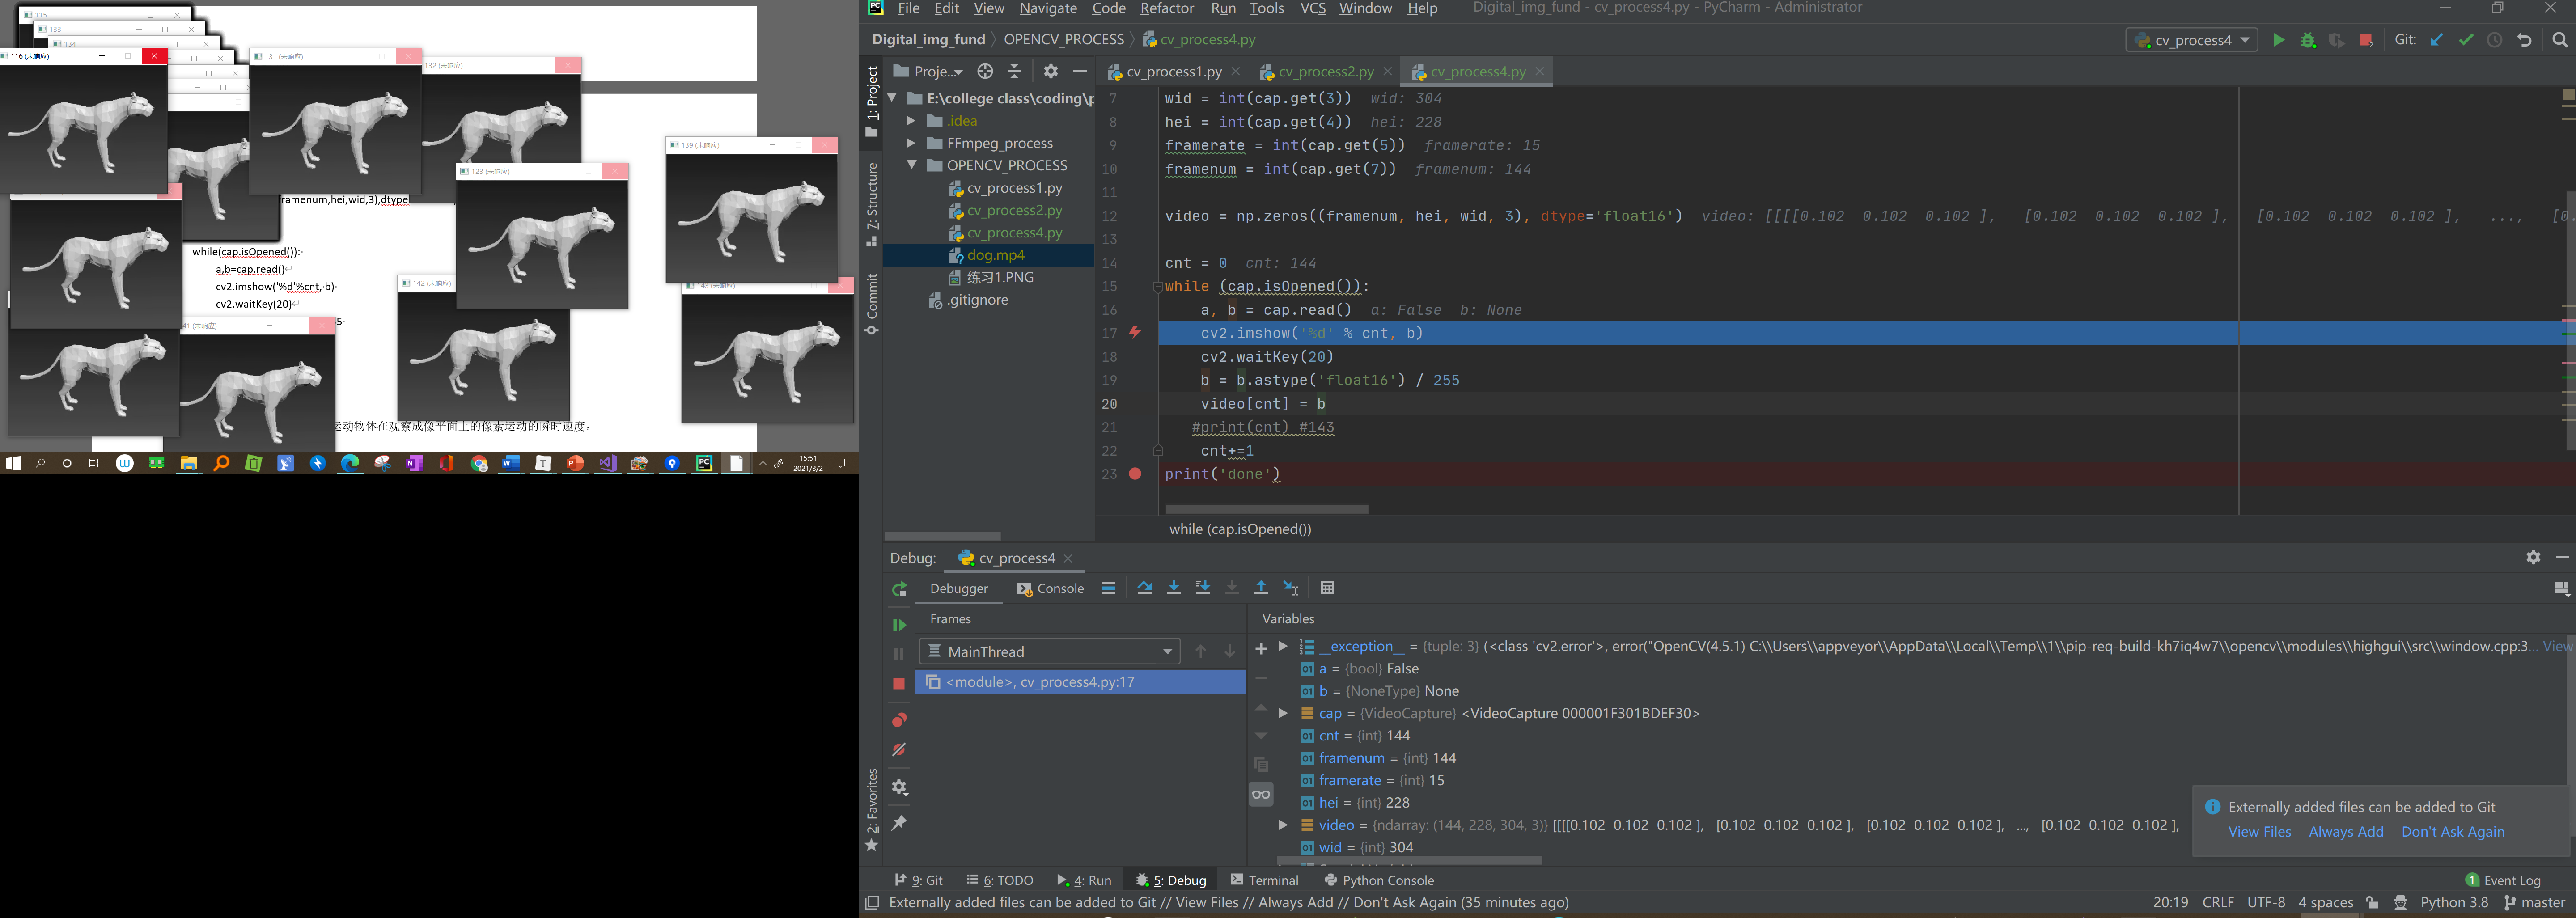 115
133
134
116 (未响应)
131 (未响应)
132 (未响应)
139 (未响应)
123 (未响应)
142 (未响应)
143 (未响应)
41 (未响应)
ramenum,hei,wid,3),dtype
while(cap.isOpened()):
a,b=cap.read()
cv2.imshow('%d'%cnt, b)
cv2.waitKey(20)
运动物体在观察成像平面上的像素运动的瞬时速度。
15:51
2021/3/2
File Edit View Navigate Code Refactor Run Tools VCS Window Help Digital_img_fund - cv_process4.py - PyCharm - Administrator
Digital_img_fund OPENCV_PROCESS cv_process4.py cv_process4 Git:
1: Project
7: Structure
Commit
2: Favorites
Proje...
E:\college class\coding\p
.idea
FFmpeg_process
OPENCV_PROCESS
cv_process1.py
cv_process2.py
cv_process4.py
dog.mp4
练习1.PNG
.gitignore
cv_process1.py cv_process2.py cv_process4.py
7 wid = int(cap.get(3)) wid: 304
8 hei = int(cap.get(4)) hei: 228
9 framerate = int(cap.get(5)) framerate: 15
10 framenum = int(cap.get(7)) framenum: 144
11
12 video = np.zeros((framenum, hei, wid, 3), dtype='float16') video: [[[[0.102 0.102 0.102 ], [0.102 0.102 0.102 ], [0.102 0.102 0.102 ], ..., [0.
13
14 cnt = 0 cnt: 144
15 while (cap.isOpened()):
16 a, b = cap.read() a: False b: None
17 cv2.imshow('%d' % cnt, b)
18 cv2.waitKey(20)
19 b = b.astype('float16') / 255
20 video[cnt] = b
21 #print(cnt) #143
22 cnt+=1
23 print('done')
while (cap.isOpened())
Debug: cv_process4
Debugger Console
Frames
MainThread
<module>, cv_process4.py:17
Variables
__exception__ = {tuple: 3} (<class 'cv2.error'>, error("OpenCV(4.5.1) C:\\Users\\appveyor\\AppData\\Local\\Temp\\1\\pip-req-build-kh7iq4w7\\opencv\\modules\\highgui\\src\\window.cpp:3... View
a = {bool} False
b = {NoneType} None
cap = {VideoCapture} <VideoCapture 000001F301BDEF30>
cnt = {int} 144
framenum = {int} 144
framerate = {int} 15
hei = {int} 228
video = {ndarray: (144, 228, 304, 3)} [[[[0.102 0.102 0.102 ], [0.102 0.102 0.102 ], [0.102 0.102 0.102 ], ..., [0.102 0.102 0.102 ],
wid = {int} 304
Externally added files can be added to Git
View Files Always Add Don't Ask Again
9: Git 6: TODO 4: Run 5: Debug Terminal Python Console 1 Event Log
Externally added files can be added to Git // View Files // Always Add // Don't Ask Again (35 minutes ago) 20:19 CRLF UTF-8 4 spaces Python 3.8 master